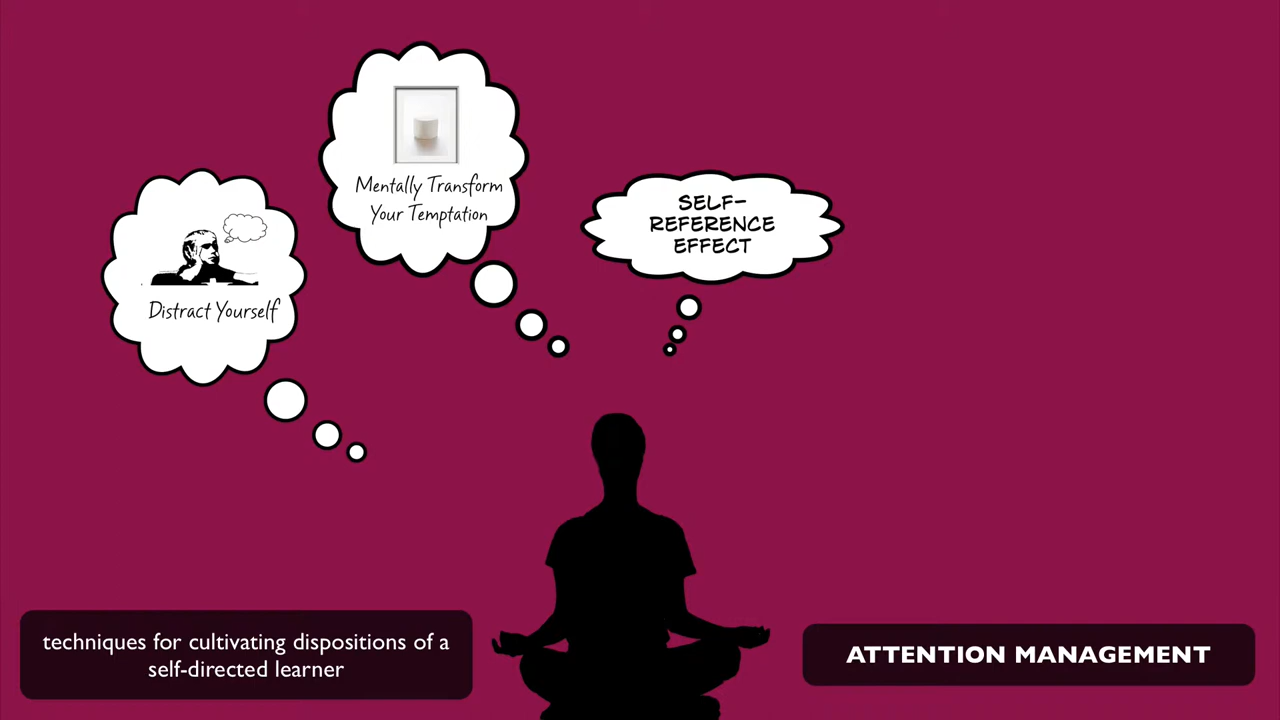 Mentally Transform
Your Temptation
SELF-
REFERENCE
EFFECT
Distract Yourself
techniques for cultivating dispositions of a
self-directed learner
ATTENTION MANAGEMENT